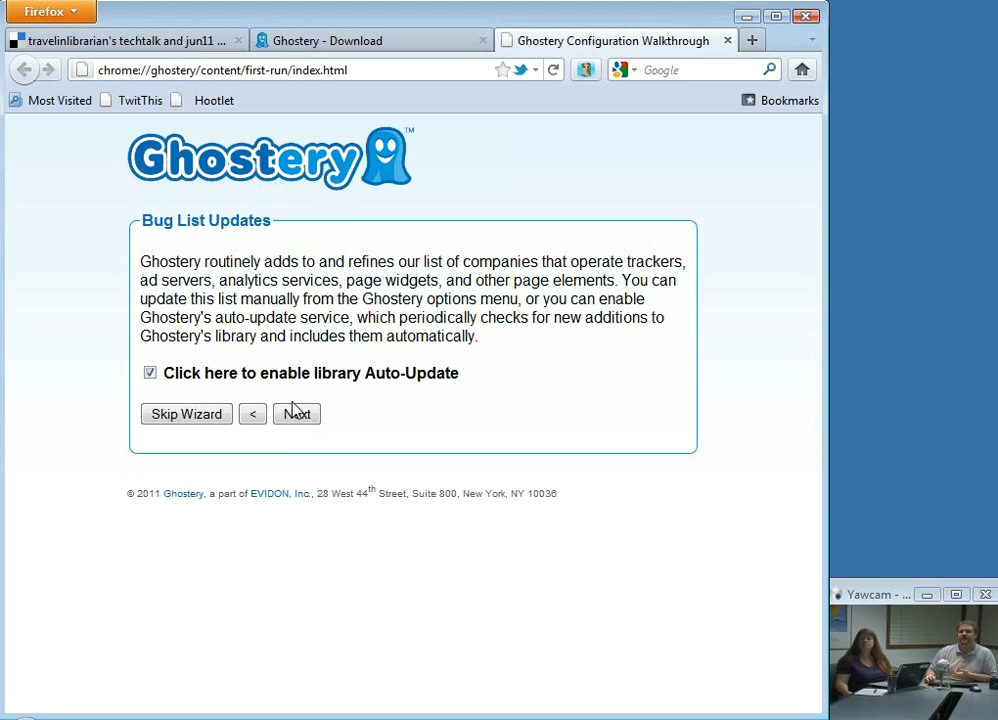 Firefox
travelinlibrarian's techtalk and jun11 ...
Ghostery - Download
Ghostery Configuration Walkthrough
chrome://ghostery/content/first-run/index.html
Google
Most Visited
TwitThis
Hootlet
Bookmarks
Ghostery™
Bug List Updates
Ghostery routinely adds to and refines our list of companies that operate trackers,
ad servers, analytics services, page widgets, and other page elements. You can
update this list manually from the Ghostery options menu, or you can enable
Ghostery's auto-update service, which periodically checks for new additions to
Ghostery's library and includes them automatically.
Click here to enable library Auto-Update
Skip Wizard < Next
© 2011 Ghostery, a part of EVIDON, Inc., 28 West 44th Street, Suite 800, New York, NY 10036
Yawcam - ...